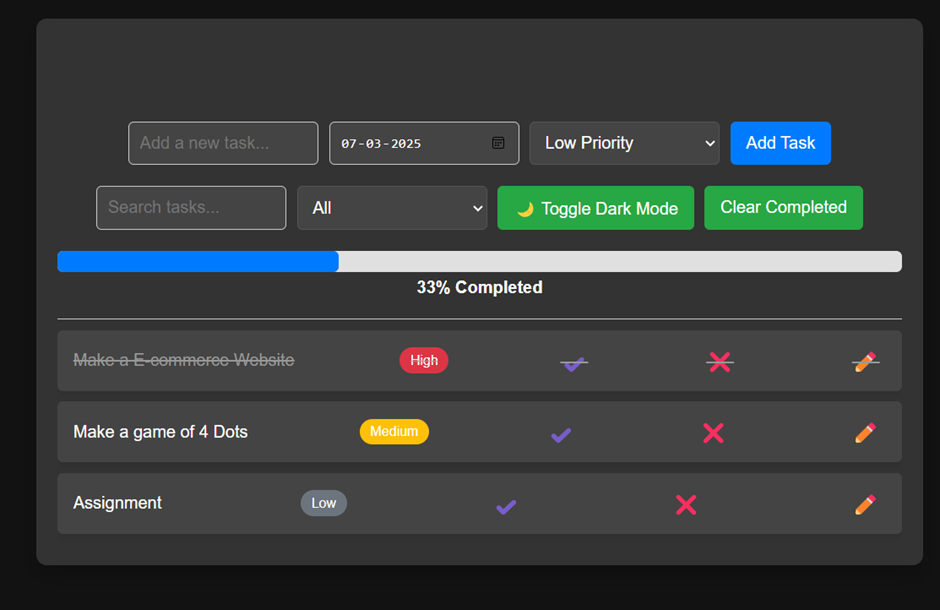 Add a new task... 07-03-2025 Low Priority Add Task
Search tasks... All 🌙 Toggle Dark Mode Clear Completed
33% Completed
Make a E-commerce Website High
Make a game of 4 Dots Medium
Assignment Low